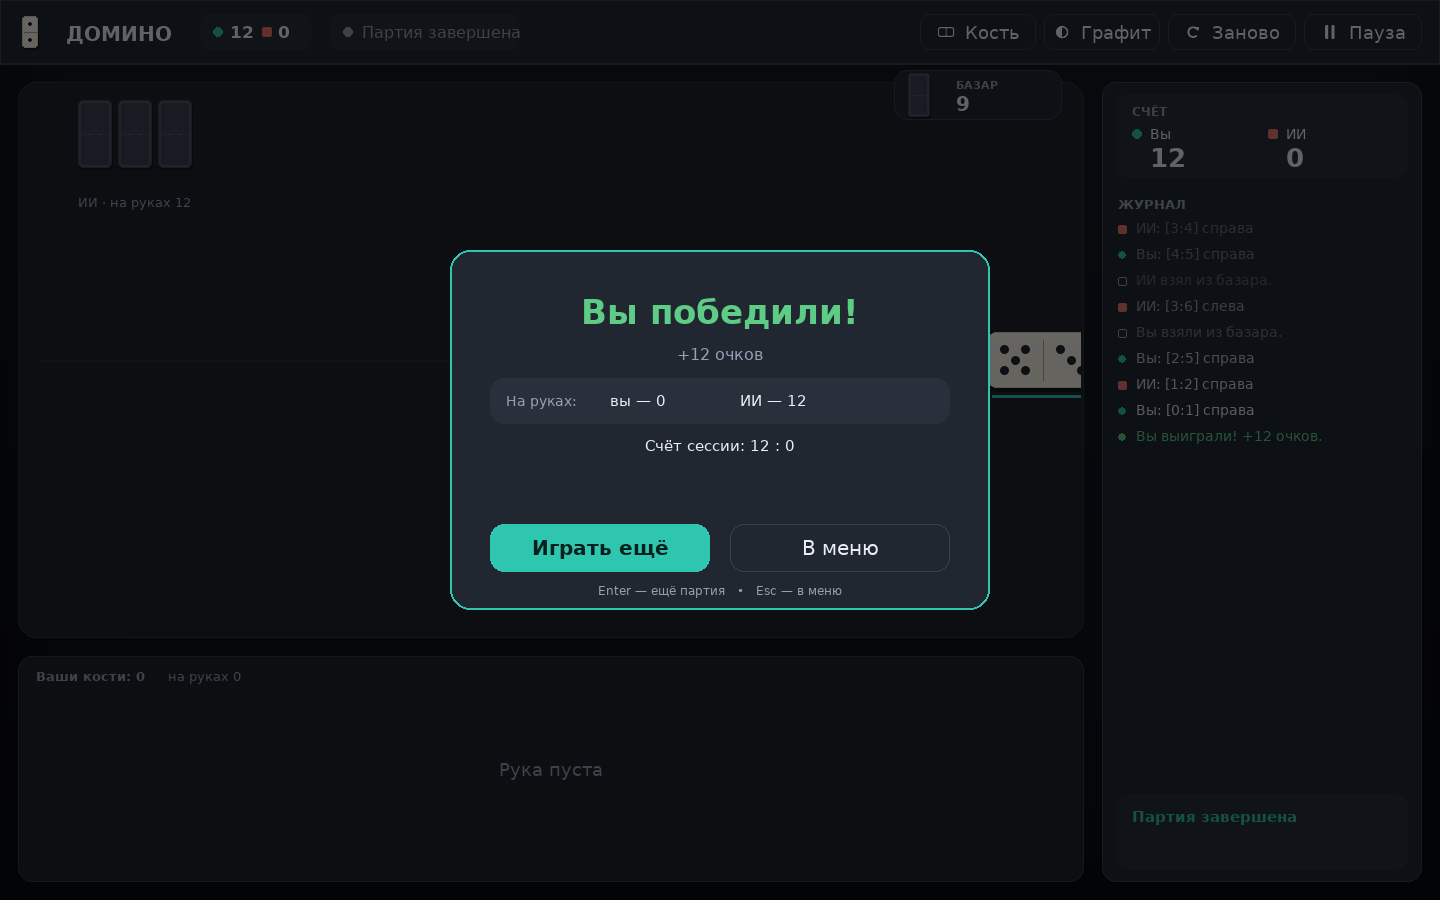 ДОМИНО
12 0
Партия завершена
Кость
Графит
Заново
Пауза
БАЗАР
9
ИИ · на руках 12
СЧЁТ
Вы ИИ
12 0
ЖУРНАЛ
ИИ: [3:4] справа
Вы: [4:5] справа
ИИ взял из базара.
ИИ: [3:6] слева
Вы взяли из базара.
Вы: [2:5] справа
ИИ: [1:2] справа
Вы: [0:1] справа
Вы выиграли! +12 очков.
Вы победили!
+12 очков
На руках: вы — 0 ИИ — 12
Счёт сессии: 12 : 0
Играть ещё
В меню
Enter — ещё партия • Esc — в меню
Ваши кости: 0 на руках 0
Рука пуста
Партия завершена